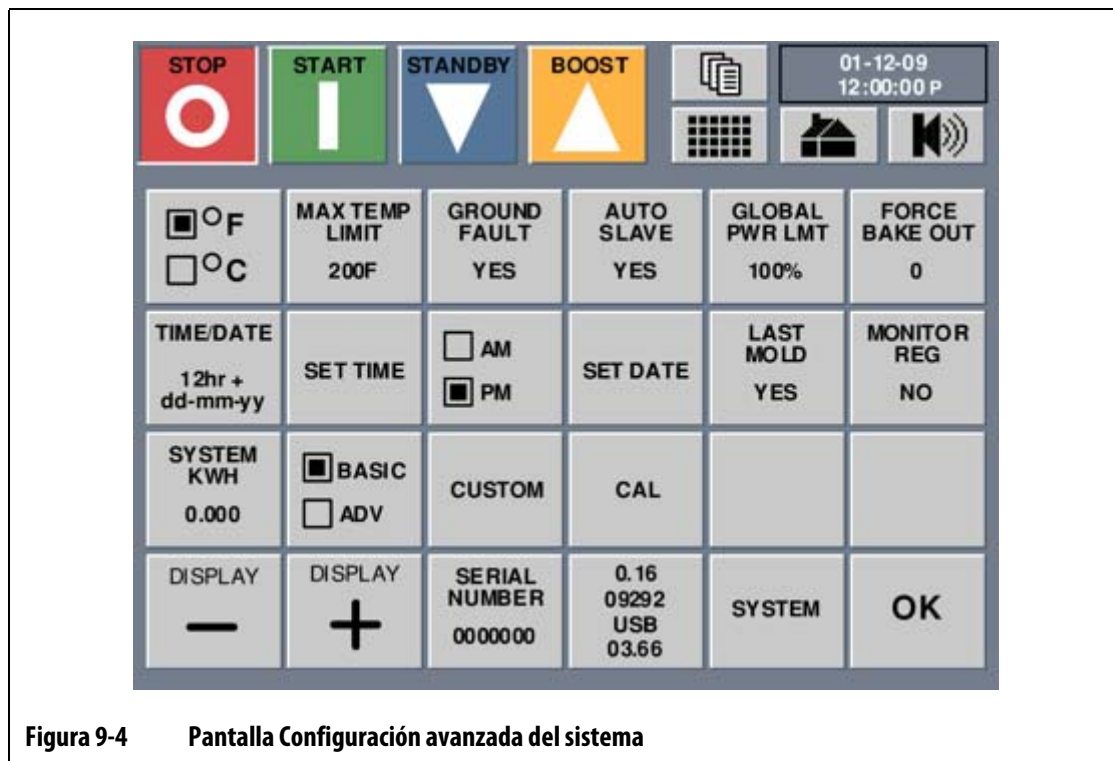 STOP
START
STANDBY
BOOST
01-12-09
12:00:00 P
°F
°C
MAX TEMP
LIMIT
200F
GROUND
FAULT
YES
AUTO
SLAVE
YES
GLOBAL
PWR LMT
100%
FORCE
BAKE OUT
0
TIME/DATE
12hr +
dd-mm-yy
SET TIME
AM
PM
SET DATE
LAST
MOLD
YES
MONITOR
REG
NO
SYSTEM
KWH
0.000
BASIC
ADV
CUSTOM
CAL
DISPLAY
–
DISPLAY
+
SERIAL
NUMBER
0000000
0.16
09292
USB
03.66
SYSTEM
OK
Figura 9-4 Pantalla Configuración avanzada del sistema